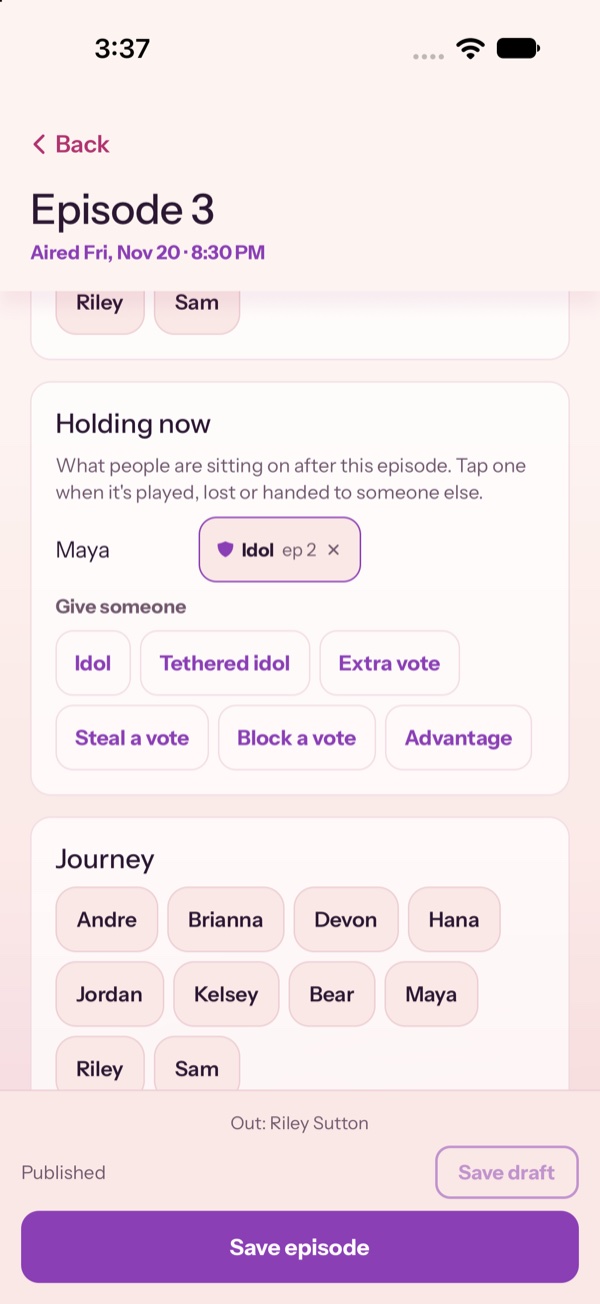 3:37
Back
Episode 3
Aired Fri, Nov 20 · 8:30 PM
Riley Sam
Holding now
What people are sitting on after this episode. Tap one
when it's played, lost or handed to someone else.
Maya Idol ep 2 ×
Give someone
Idol Tethered idol Extra vote
Steal a vote Block a vote Advantage
Journey
Andre Brianna Devon Hana
Jordan Kelsey Bear Maya
Riley Sam
Out: Riley Sutton
Published Save draft
Save episode